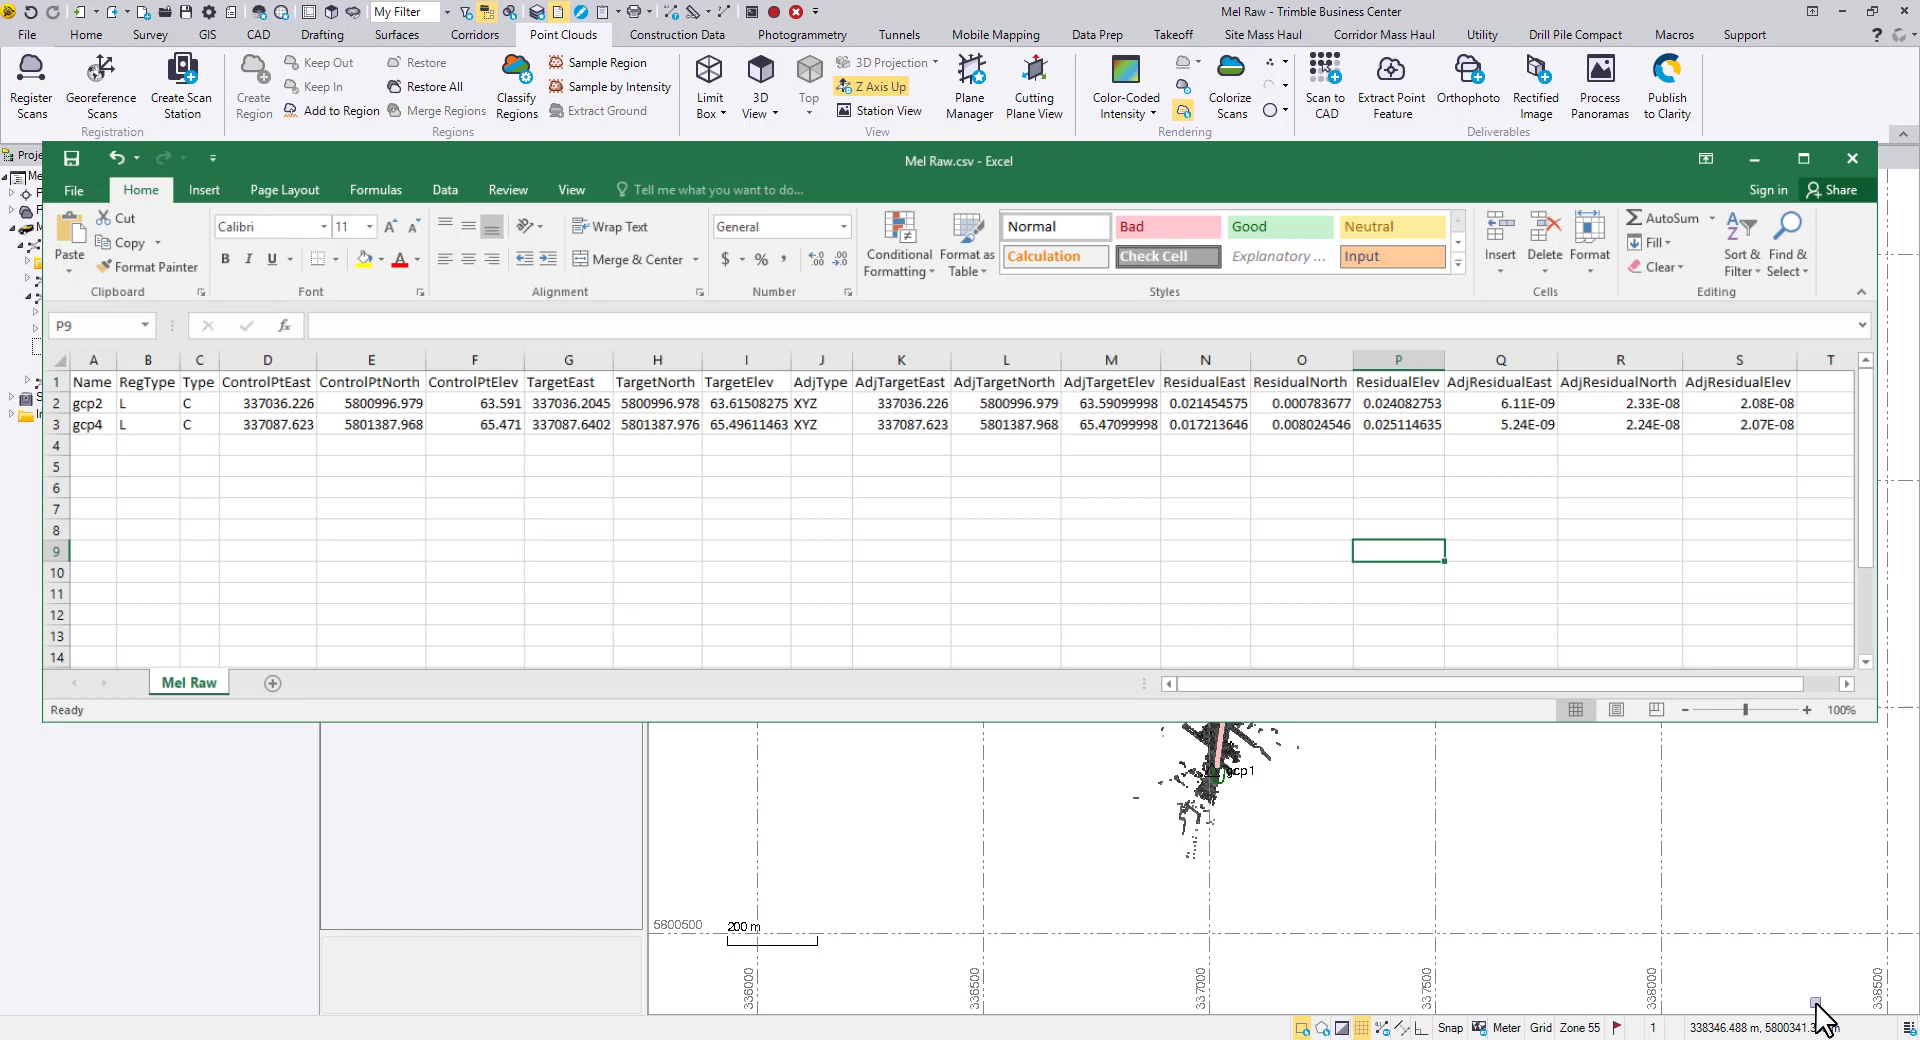 My Filter
Mel Raw - Trimble Business Center
File Home Survey GIS CAD Drafting Surfaces Corridors Point Clouds Construction Data Photogrammetry Tunnels Mobile Mapping Data Prep Takeoff Site Mass Haul Corridor Mass Haul Utility Drill Pile Compact Macros Support
Register Scans
Georeference Scans
Create Scan Station
Registration
Create Region
Keep Out
Keep In
Add to Region
Restore
Restore All
Merge Regions
Classify Regions
Sample Region
Sample by Intensity
Extract Ground
Regions
Limit Box
3D View
Top
3D Projection
Z Axis Up
Station View
Plane Manager
Cutting Plane View
View
Color-Coded Intensity
Colorize Scans
Rendering
Scan to CAD
Extract Point Feature
Orthophoto
Rectified Image
Process Panoramas
Publish to Clarity
Deliverables
Proje
Me
Mel Raw.csv - Excel
File Home Insert Page Layout Formulas Data Review View Tell me what you want to do...
Sign in Share
Paste
Cut
Copy
Format Painter
Clipboard
Calibri 11
B I U
Font
Wrap Text
Merge & Center
Alignment
General
$ % ,
Number
Conditional Formatting
Format as Table
Normal Bad Good Neutral
Calculation Check Cell Explanatory ... Input
Styles
Insert Delete Format
Cells
AutoSum
Fill
Clear
Sort & Filter
Find & Select
Editing
P9
fx
A B C D E F G H I J K L M N O P Q R S T
1 Name RegType Type ControlPtEast ControlPtNorth ControlPtElev TargetEast TargetNorth TargetElev AdjType AdjTargetEast AdjTargetNorth AdjTargetElev ResidualEast ResidualNorth ResidualElev AdjResidualEast AdjResidualNorth AdjResidualElev
2 gcp2 L C 337036.226 5800996.979 63.591 337036.2045 5800996.978 63.61508275 XYZ 337036.226 5800996.979 63.59099998 0.021454575 0.000783677 0.024082753 6.11E-09 2.33E-08 2.08E-08
3 gcp4 L C 337087.623 5801387.968 65.471 337087.6402 5801387.976 65.49611463 XYZ 337087.623 5801387.968 65.47099998 0.017213646 0.008024546 0.025114635 5.24E-09 2.24E-08 2.07E-08
4
5
6
7
8
9
10
11
12
13
14
Mel Raw
Ready
100%
gcp1
5800500
200 m
336000 336500 337000 337500 338000 338500
Snap Meter Grid Zone 55 1 338346.488 m, 5800341.